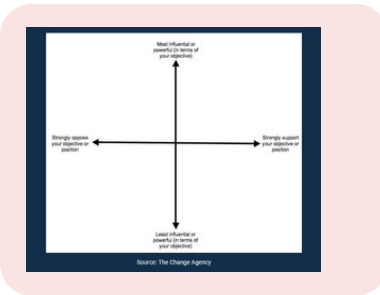 Most influential or
powerful (in terms of
your objective)
Strongly oppose
your objective or
position
Strongly support
your objective or
position
Least influential or
powerful (in terms of
your objective)
Source: The Change Agency